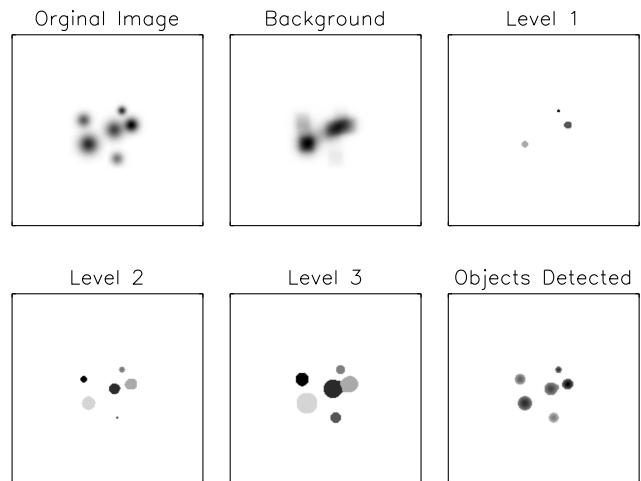 Orginal Image
Background
Level 1
Level 2
Level 3
Objects Detected